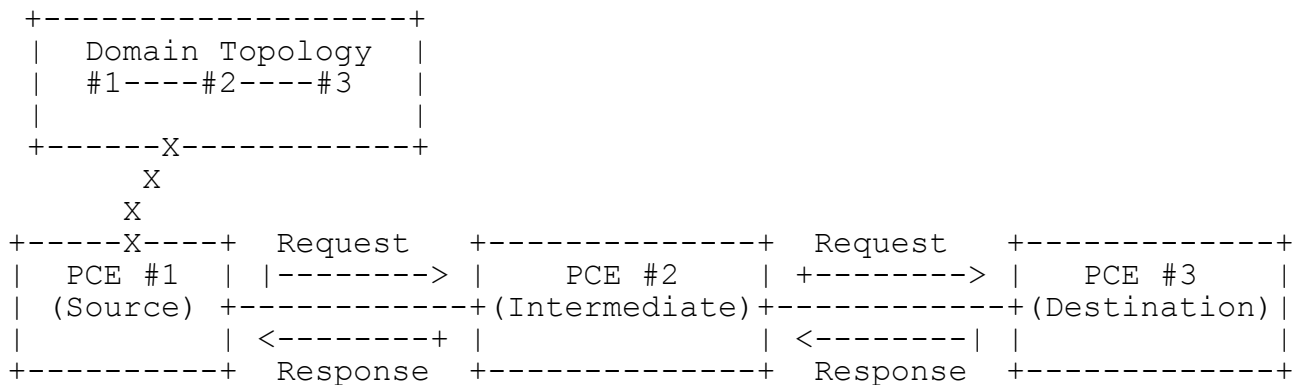 +-------------------+
|  Domain Topology  |
|  #1----#2----#3   |
|                   |
+------X------------+
X
X
+-----X----+  Request   +--------------+  Request   +-------------+
|  PCE #1  | |--------> |    PCE #2    | +--------> |   PCE #3    |
| (Source) +------------+(Intermediate)+------------+(Destination)|
|          | <--------+ |              | <--------| |             |
+----------+  Response  +--------------+  Response  +-------------+